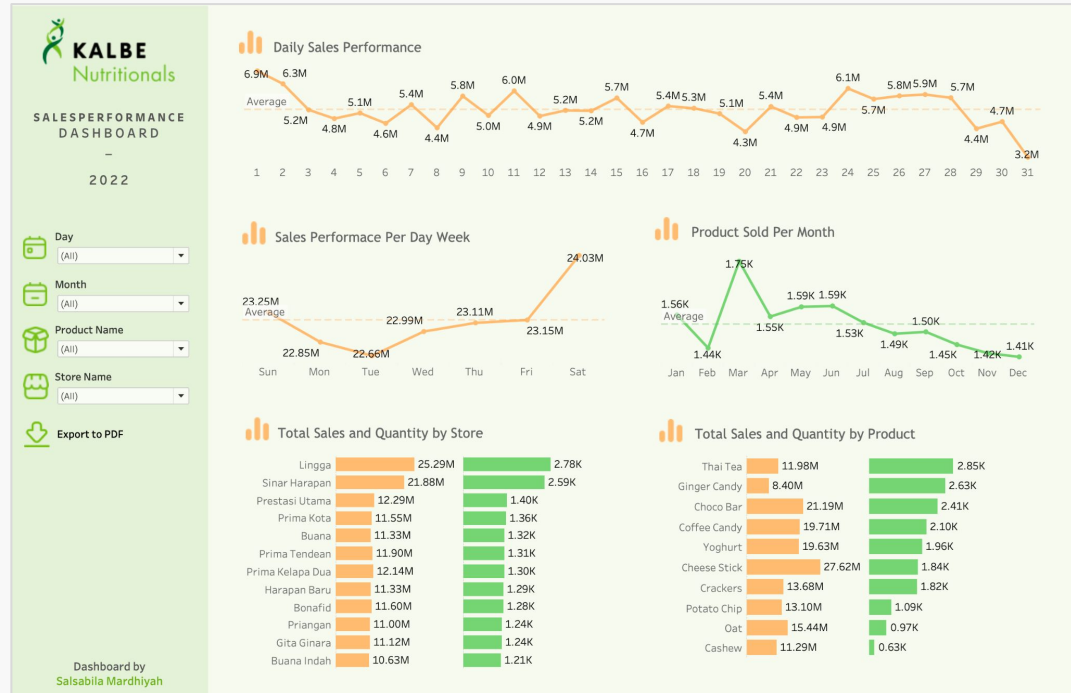 KALBE
Nutritionals
SALESPERFORMANCE
DASHBOARD
–
2022
Day
(All)
Month
(All)
Product Name
(All)
Store Name
(All)
Export to PDF
Dashboard by
Salsabila Mardhiyah
Daily Sales Performance
6.9M 6.3M 5.2M 4.8M 5.1M 4.6M 5.4M 4.4M 5.8M 5.0M 6.0M 4.9M 5.2M 5.2M 5.7M 4.7M 5.4M 5.3M 5.1M 4.3M 5.4M 4.9M 4.9M 6.1M 5.7M 5.8M 5.9M 5.7M 4.4M 4.7M 3.2M
Average
1 2 3 4 5 6 7 8 9 10 11 12 13 14 15 16 17 18 19 20 21 22 23 24 25 26 27 28 29 30 31
Sales Performace Per Day Week
23.25M 22.85M 22.66M 22.99M 23.11M 23.15M 24.03M
Average
Sun Mon Tue Wed Thu Fri Sat
Product Sold Per Month
1.56K 1.44K 1.75K 1.55K 1.59K 1.59K 1.53K 1.49K 1.50K 1.45K 1.42K 1.41K
Average
Jan Feb Mar Apr May Jun Jul Aug Sep Oct Nov Dec
Total Sales and Quantity by Store
Lingga 25.29M 2.78K
Sinar Harapan 21.88M 2.59K
Prestasi Utama 12.29M 1.40K
Prima Kota 11.55M 1.36K
Buana 11.33M 1.32K
Prima Tendean 11.90M 1.31K
Prima Kelapa Dua 12.14M 1.30K
Harapan Baru 11.33M 1.29K
Bonafid 11.60M 1.28K
Priangan 11.00M 1.24K
Gita Ginara 11.12M 1.24K
Buana Indah 10.63M 1.21K
Total Sales and Quantity by Product
Thai Tea 11.98M 2.85K
Ginger Candy 8.40M 2.63K
Choco Bar 21.19M 2.41K
Coffee Candy 19.71M 2.10K
Yoghurt 19.63M 1.96K
Cheese Stick 27.62M 1.84K
Crackers 13.68M 1.82K
Potato Chip 13.10M 1.09K
Oat 15.44M 0.97K
Cashew 11.29M 0.63K